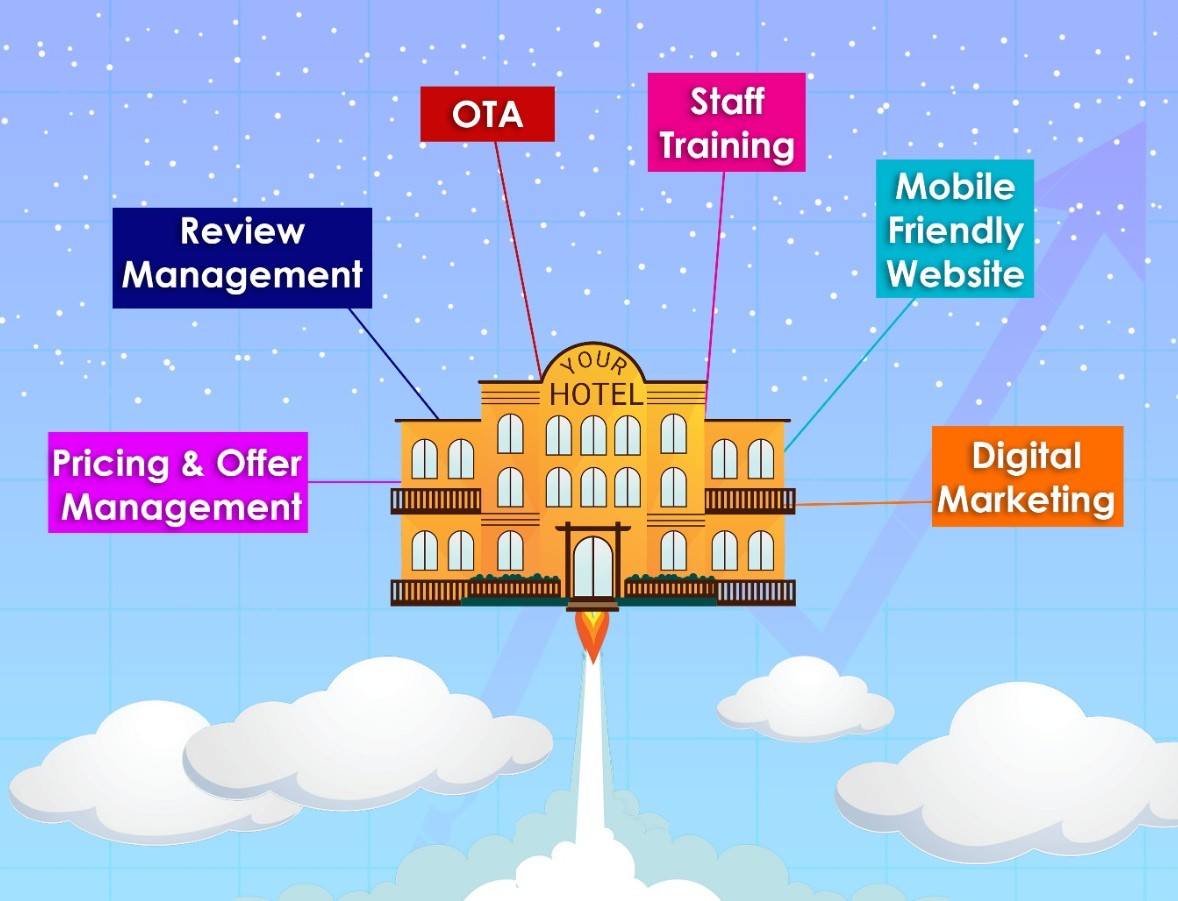 OTA
Staff
Training
Mobile
Friendly
Website
Review
Management
YOUR
HOTEL
Pricing & Offer
Management
Digital
Marketing